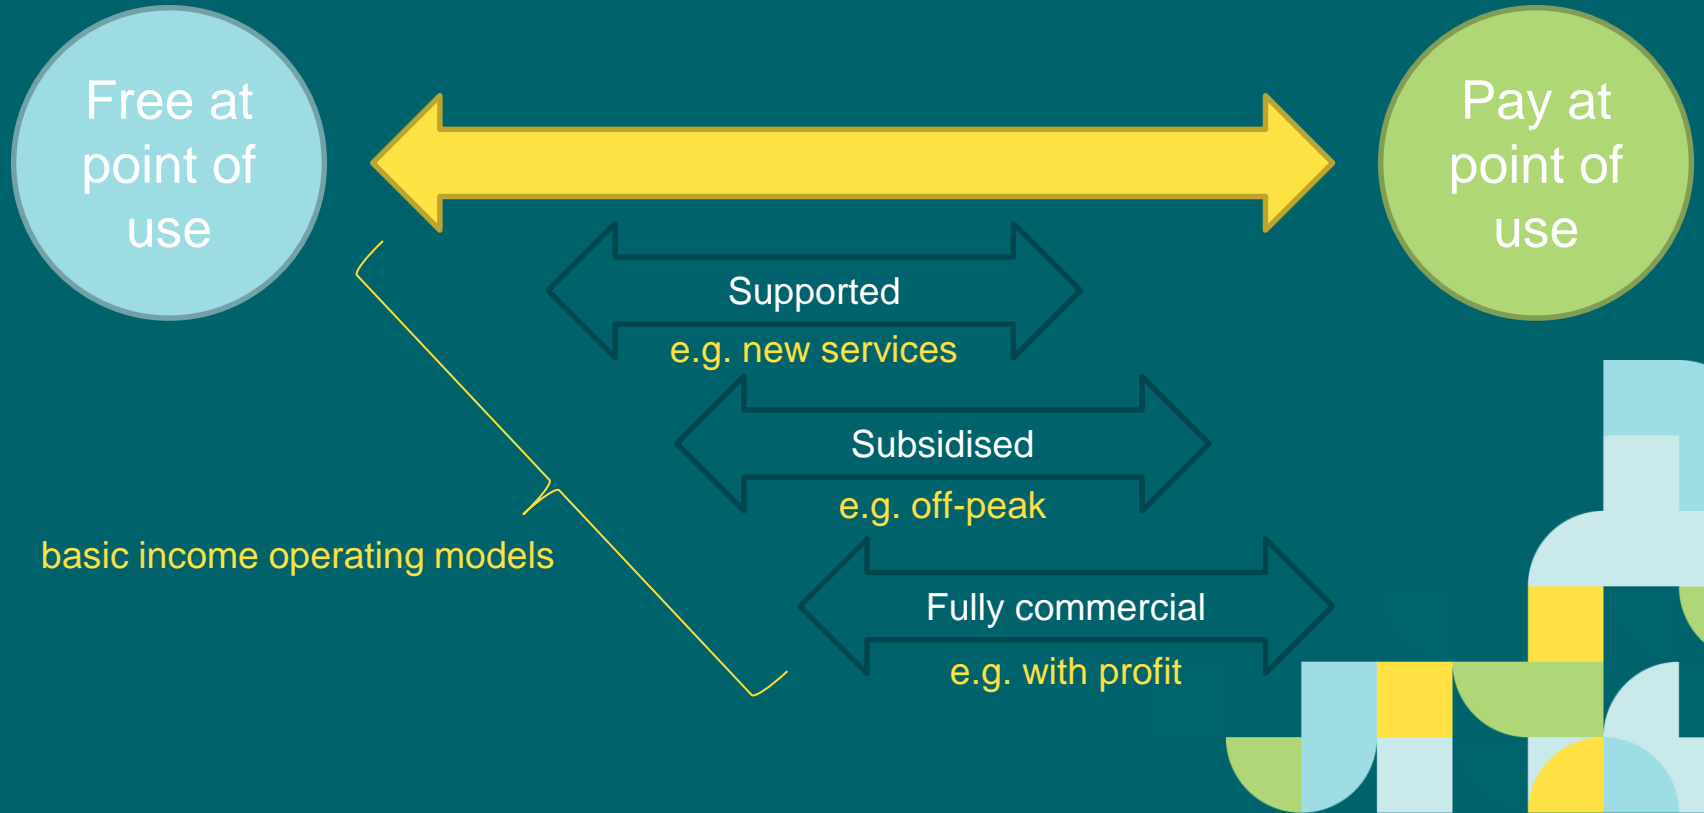 Free at
point of
use
Pay at
point of
use
Supported
e.g. new services
Subsidised
e.g. off-peak
basic income operating models
Fully commercial
e.g. with profit